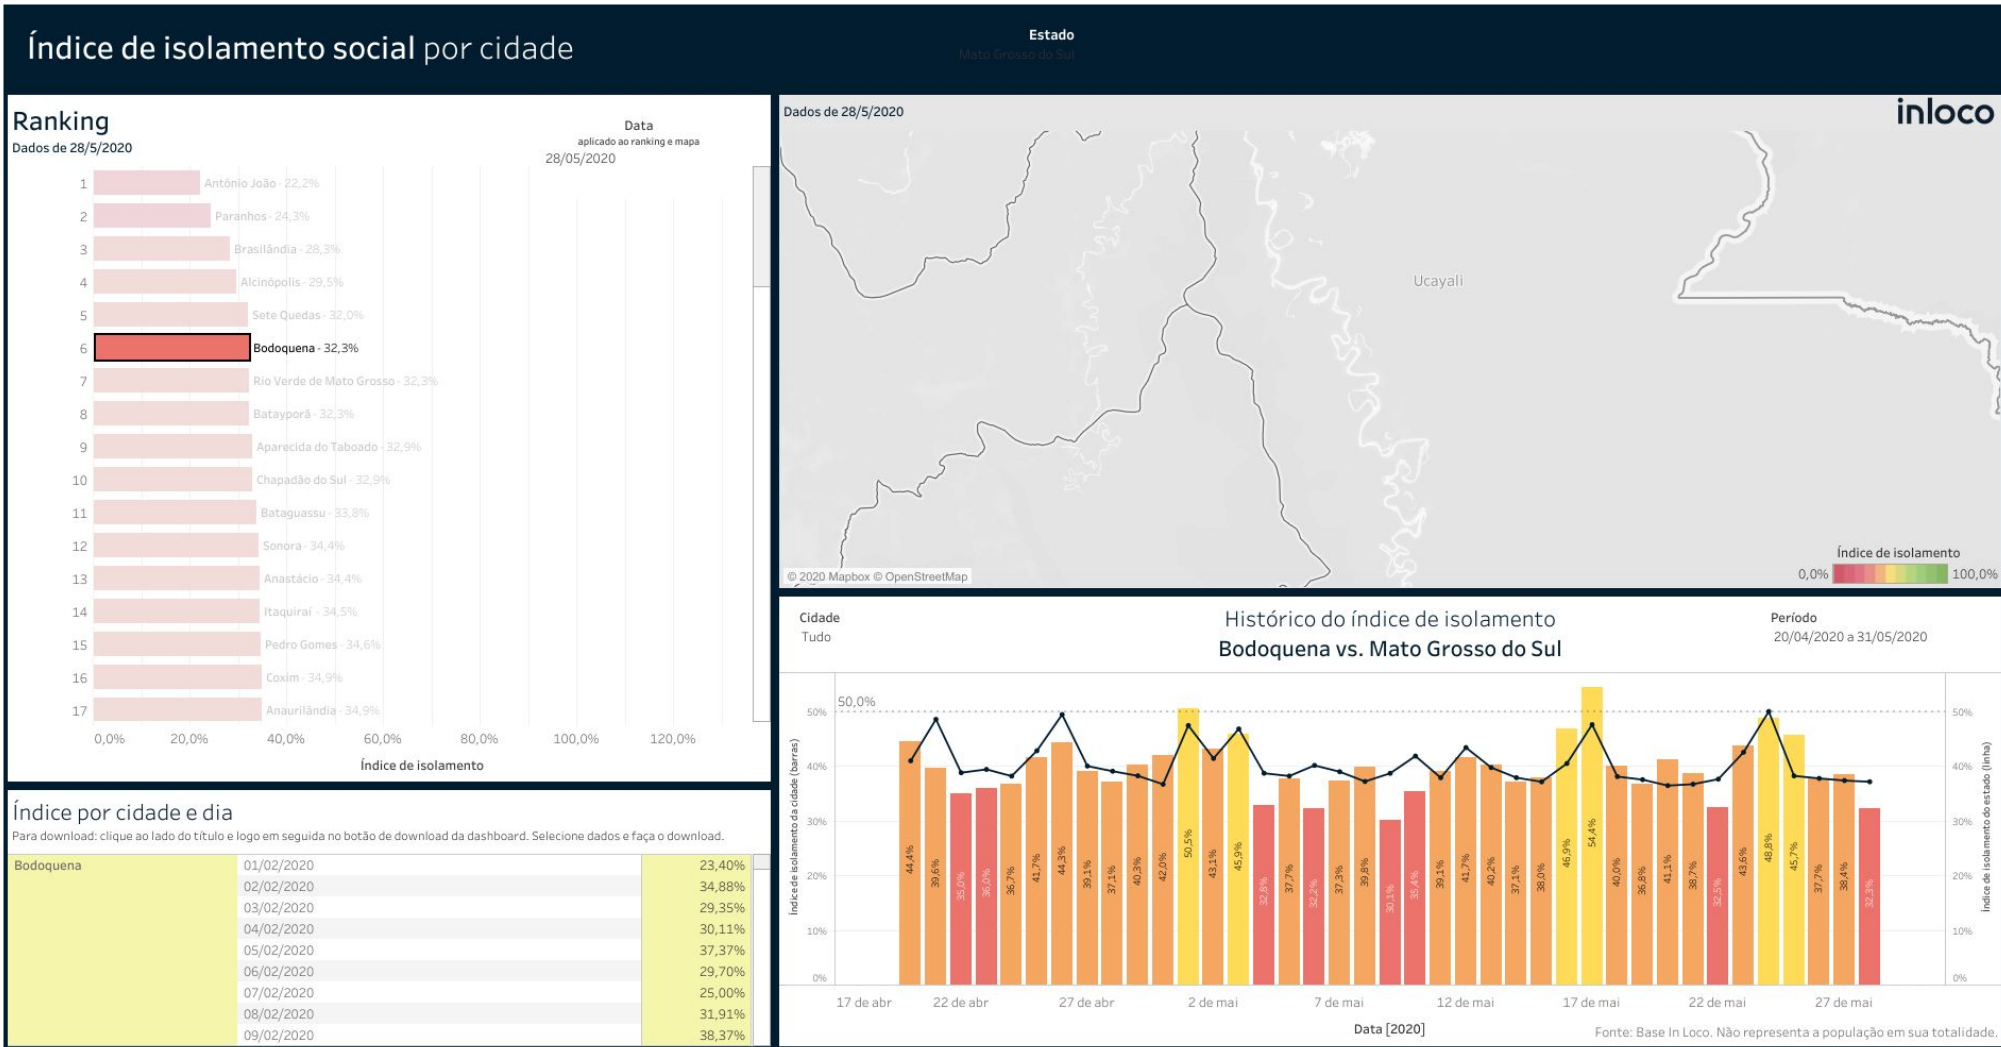 Índice de isolamento social por cidade
Estado
Mato Grosso do Sul
Ranking
Dados de 28/5/2020
Data
aplicado ao ranking e mapa
28/05/2020
1 Antônio João - 22,2%
2 Paranhos - 24,3%
3 Brasilândia - 28,3%
4 Alcinópolis - 29,5%
5 Sete Quedas - 32,0%
6 Bodoquena - 32,3%
7 Rio Verde de Mato Grosso - 32,3%
8 Batayporã - 32,3%
9 Aparecida do Taboado - 32,9%
10 Chapadão do Sul - 32,9%
11 Bataguassu - 33,8%
12 Sonora - 34,4%
13 Anastácio - 34,4%
14 Itaquiraí - 34,5%
15 Pedro Gomes - 34,6%
16 Coxim - 34,9%
17 Anaurilândia - 34,9%
0,0% 20,0% 40,0% 60,0% 80,0% 100,0% 120,0%
Índice de isolamento
Índice por cidade e dia
Para download: clique ao lado do título e logo em seguida no botão de download da dashboard. Selecione dados e faça o download.
Bodoquena 01/02/2020 23,40%
02/02/2020 34,88%
03/02/2020 29,35%
04/02/2020 30,11%
05/02/2020 37,37%
06/02/2020 29,70%
07/02/2020 25,00%
08/02/2020 31,91%
09/02/2020 38,37%
Dados de 28/5/2020
inloco
Ucayali
Índice de isolamento
0,0% 100,0%
© 2020 Mapbox © OpenStreetMap
Cidade
Tudo
Histórico do índice de isolamento
Bodoquena vs. Mato Grosso do Sul
Período
20/04/2020 a 31/05/2020
50,0%
Índice de isolamento da cidade (barras)
50%
40%
30%
20%
10%
0%
44,4% 39,6% 35,0% 36,0% 36,7% 41,7% 44,3% 39,1% 37,1% 40,3% 42,0% 50,5% 43,1% 45,9% 32,8% 37,7% 32,2% 37,3% 39,8% 30,1% 35,4% 39,1% 41,7% 40,2% 37,1% 38,0% 46,9% 54,4% 40,0% 36,8% 41,1% 38,7% 32,5% 43,6% 48,8% 45,7% 37,7% 38,4% 32,3%
50%
40%
30%
20%
10%
0%
Índice de isolamento do estado (linha)
17 de abr 22 de abr 27 de abr 2 de mai 7 de mai 12 de mai 17 de mai 22 de mai 27 de mai
Data [2020]
Fonte: Base In Loco. Não representa a população em sua totalidade.